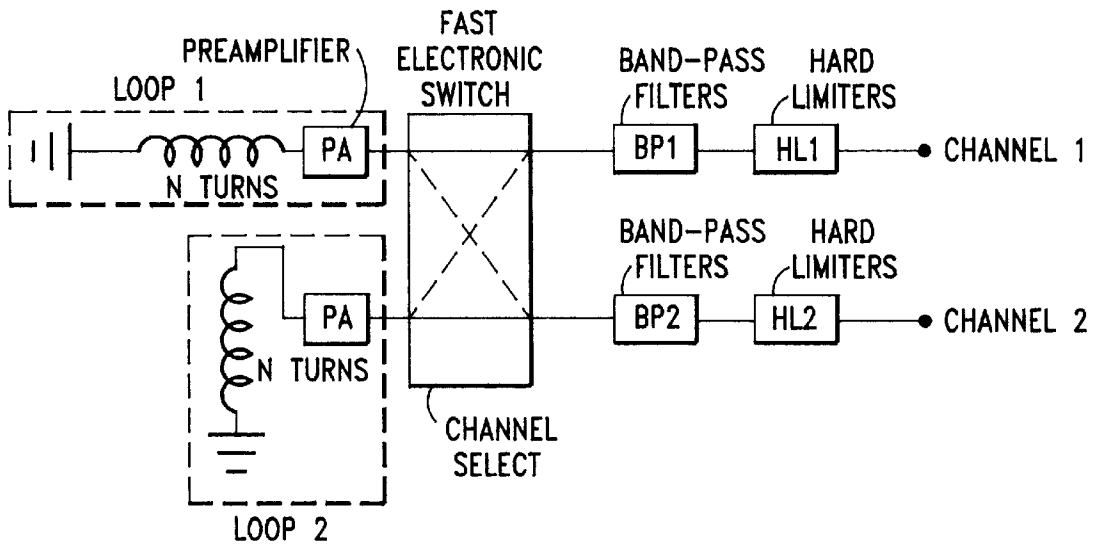 FAST
ELECTRONIC
SWITCH
PREAMPLIFIER
LOOP 1
PA
N TURNS
BAND-PASS
FILTERS
HARD
LIMITERS
BP1
HL1
CHANNEL 1
BAND-PASS
FILTERS
HARD
LIMITERS
PA
BP2
HL2
CHANNEL 2
N TURNS
CHANNEL
SELECT
LOOP 2